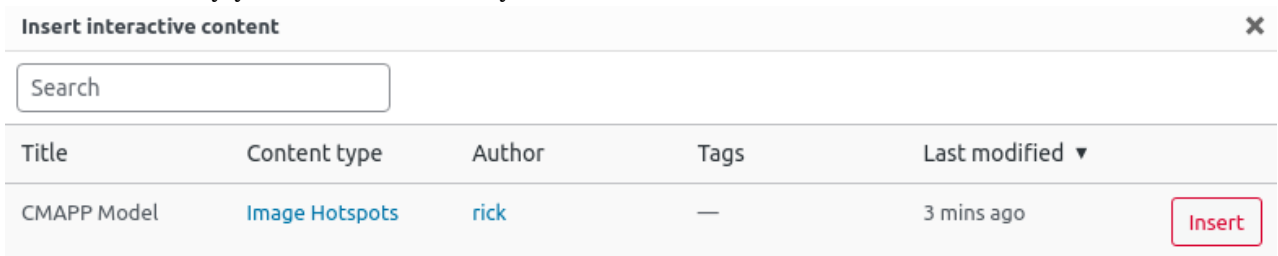 Insert interactive content ×
Search
Title Content type Author Tags Last modified ▼
CMAPP Model Image Hotspots rick — 3 mins ago Insert